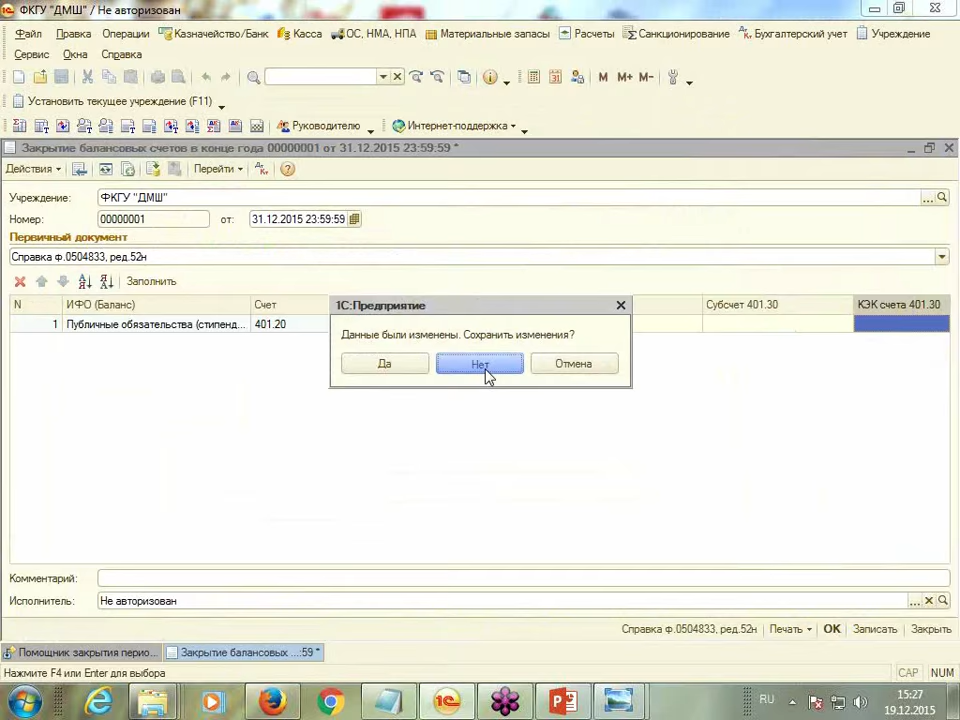 ФКГУ "ДМШ" / Не авторизован
Файл Правка Операции Казначейство/Банк Касса ОС, НМА, НПА Материальные запасы Расчеты Санкционирование Бухгалтерский учет Учреждение
Сервис Окна Справка
M M+ M-
Установить текущее учреждение (F11)
Руководителю Интернет-поддержка
Закрытие балансовых счетов в конце года 00000001 от 31.12.2015 23:59:59 *
Действия Перейти
Учреждение: ФКГУ "ДМШ"
Номер: 00000001 от: 31.12.2015 23:59:59
Первичный документ
Справка ф.0504833, ред.52н
Заполнить
N ИФО (Баланс) Счет Субсчет 401.30 КЭК счета 401.30
1 Публичные обязательства (стипенд... 401.20
1С:Предприятие
Данные были изменены. Сохранить изменения?
Да Нет Отмена
Комментарий:
Исполнитель: Не авторизован
Справка ф.0504833, ред.52н Печать OK Записать Закрыть
Помощник закрытия перио... Закрытие балансовых ...:59 *
Нажмите F4 или Enter для выбора CAP NUM
RU 15:27
19.12.2015